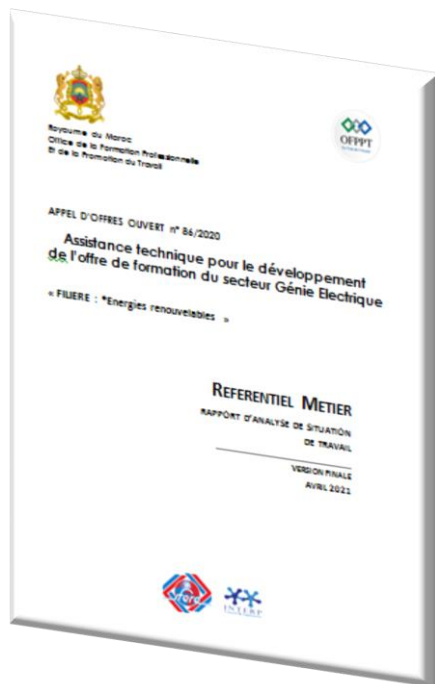 Royaume du Maroc
Office de la Formation Professionnelle
Et de la Promotion du Travail
OFPPT
APPEL D'OFFRES OUVERT n° 86/2020
Assistance technique pour le développement
de l'offre de formation du secteur Génie Electrique
« FILIERE : *Energies renouvelables »
REFERENTIEL METIER
RAPPORT D'ANALYSE DE SITUATION
DE TRAVAIL
VERSION FINALE
AVRIL 2021
INTERP